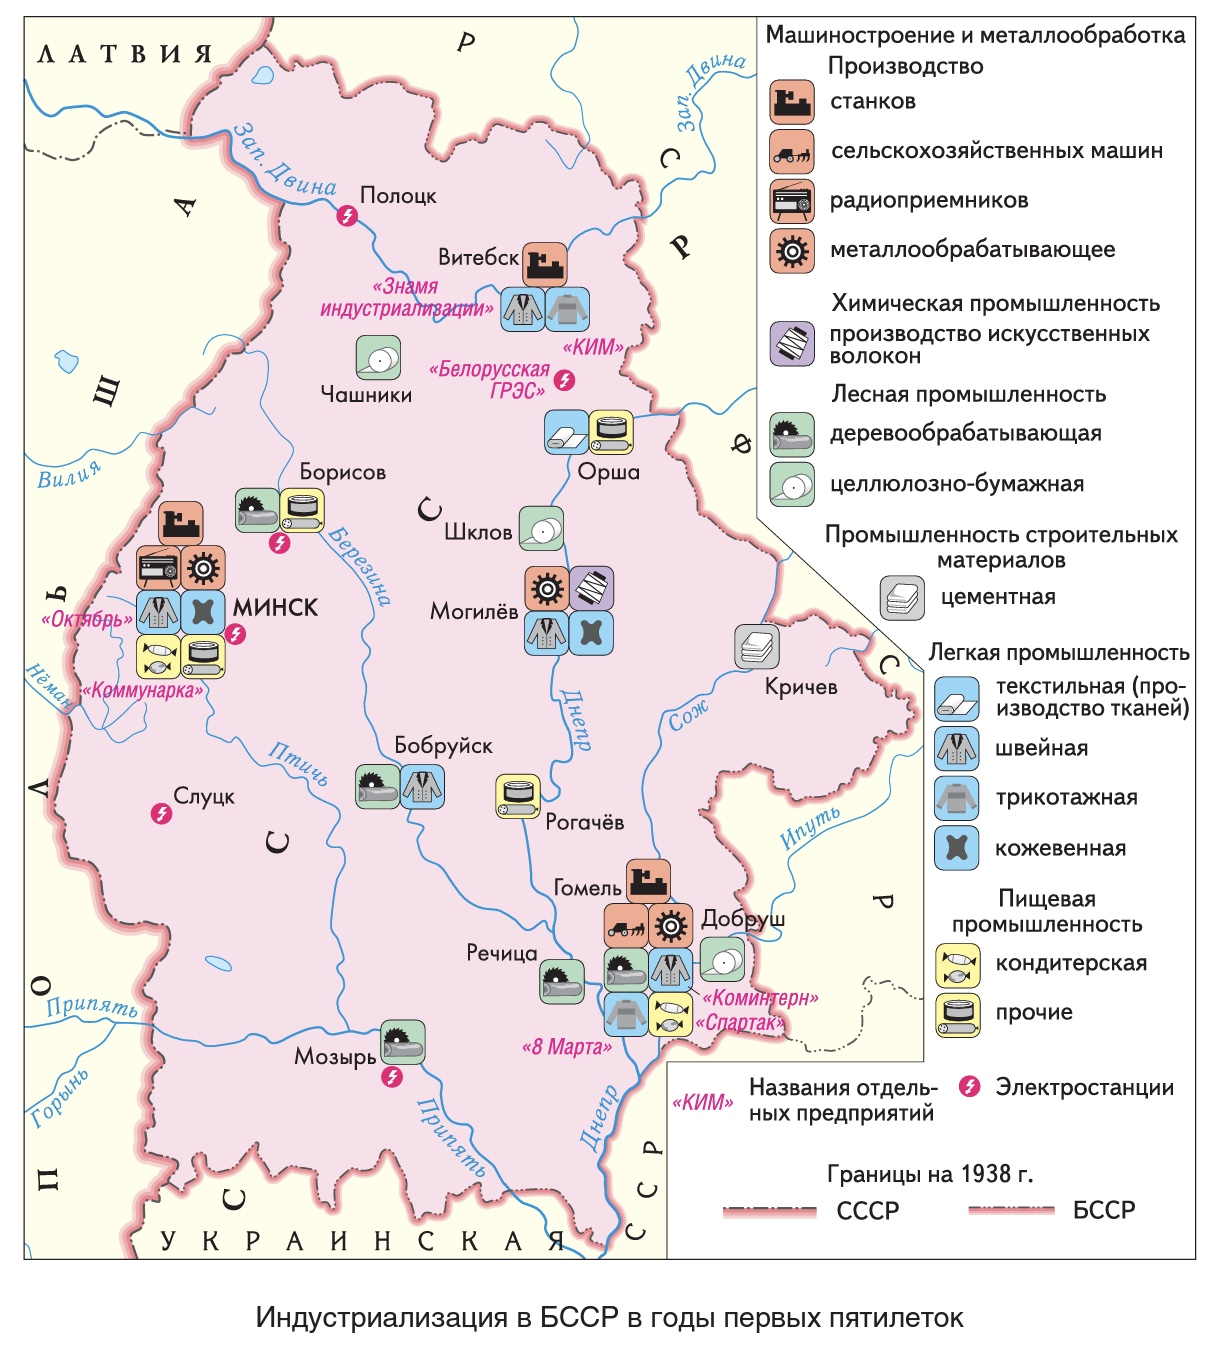 ЛАТВИЯ
Р
С
Ф
С
Р
ПОЛЬША
С
С
С
Р
УКРАИНСКАЯ
ССР
Зап. Двина
Зап. Двина
Полоцк
Витебск
«Знамя
индустриализации»
«КИМ»
Чашники
«Белорусская
ГРЭС»
Вилия
Орша
Борисов
Шклов
Березина
«Октябрь»
МИНСК
Могилёв
«Коммунарка»
Нёман
Кричев
Днепр
Сож
Птичь
Бобруйск
Слуцк
Рогачёв
Ипуть
Гомель
Добруш
Речица
«Коминтерн»
«Спартак»
«8 Марта»
Припять
Мозырь
Горынь
Припять
Днепр
Машиностроение и металлообработка
Производство
станков
сельскохозяйственных машин
радиоприемников
металлообрабатывающее
Химическая промышленность
производство искусственных
волокон
Лесная промышленность
деревообрабатывающая
целлюлозно-бумажная
Промышленность строительных
материалов
цементная
Легкая промышленность
текстильная (про-
изводство тканей)
швейная
трикотажная
кожевенная
Пищевая
промышленность
кондитерская
прочие
«КИМ»
Названия отдель-
ных предприятий
Электростанции
Границы на 1938 г.
СССР
БССР
Индустриализация в БССР в годы первых пятилеток